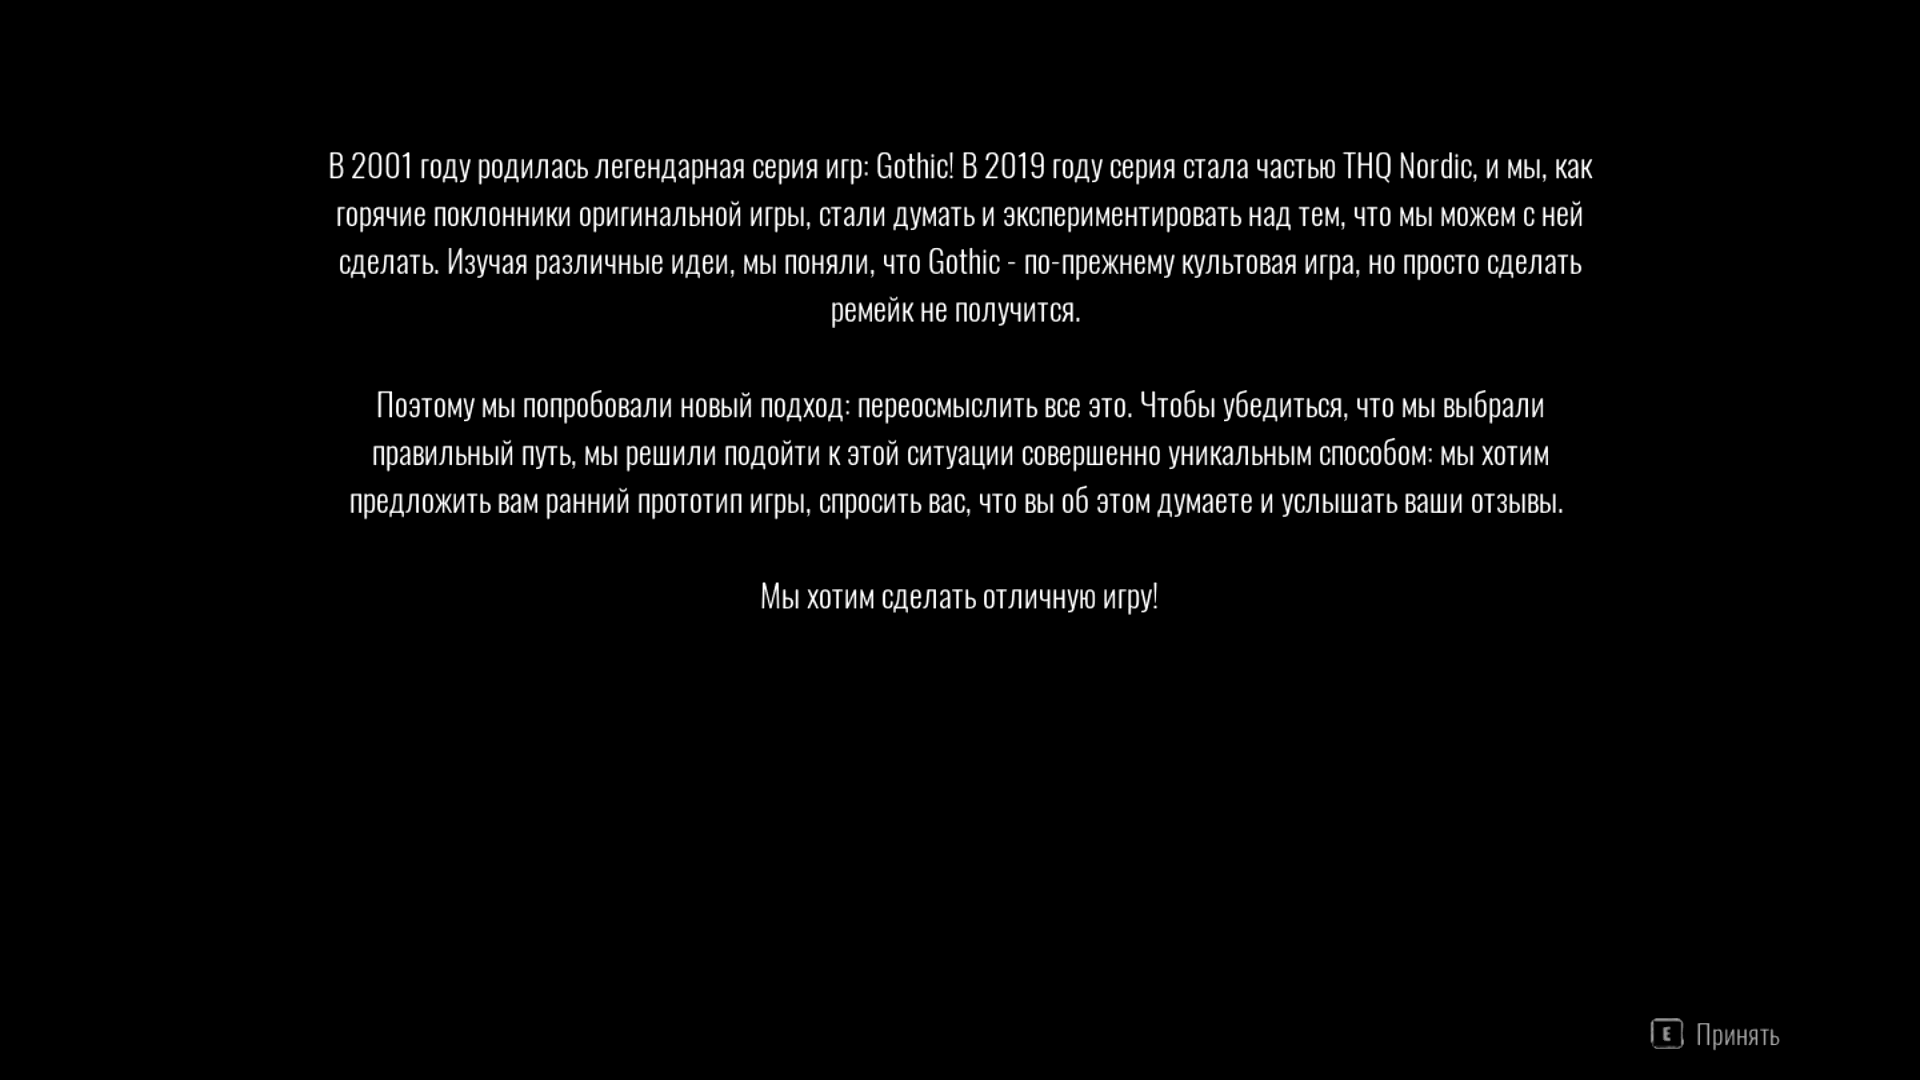 В 2001 году родилась легендарная серия игр: Gothic! В 2019 году серия стала частью THQ Nordic, и мы, как
горячие поклонники оригинальной игры, стали думать и экспериментировать над тем, что мы можем с ней
сделать. Изучая различные идеи, мы поняли, что Gothic - по-прежнему культовая игра, но просто сделать
ремейк не получится.
Поэтому мы попробовали новый подход: переосмыслить все это. Чтобы убедиться, что мы выбрали
правильный путь, мы решили подойти к этой ситуации совершенно уникальным способом: мы хотим
предложить вам ранний прототип игры, спросить вас, что вы об этом думаете и услышать ваши отзывы.
Мы хотим сделать отличную игру!
E Принять